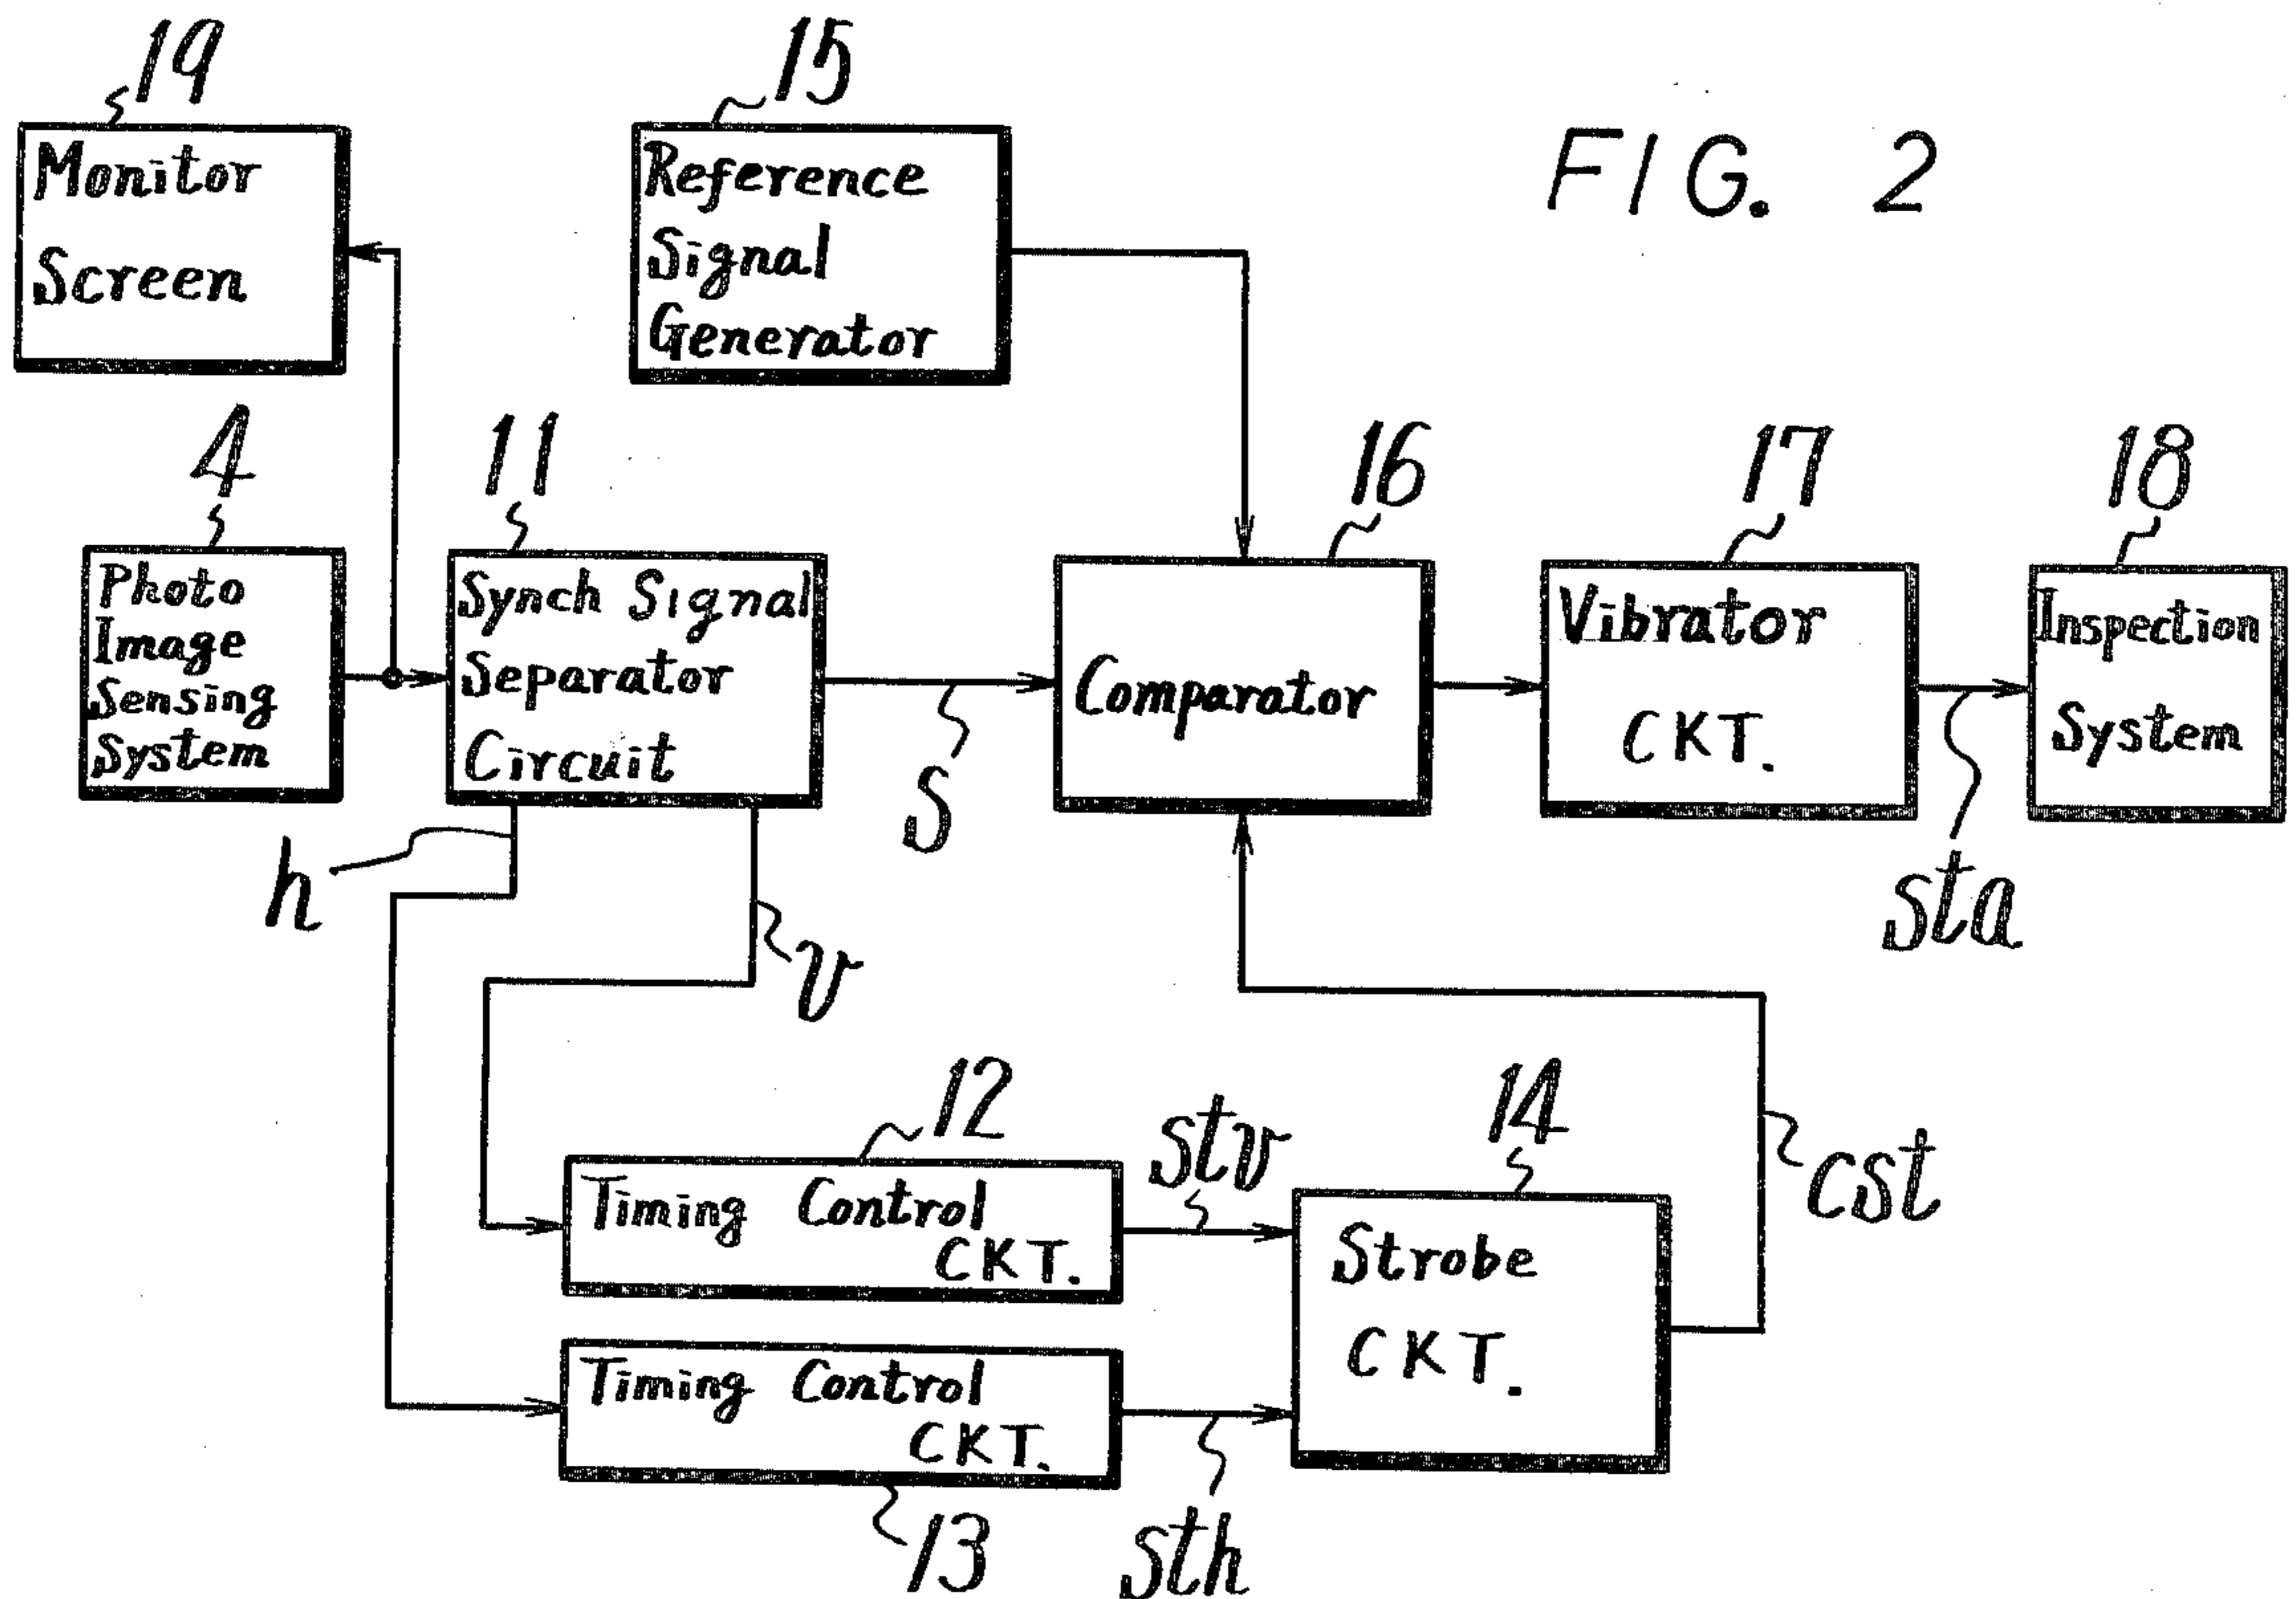 19
15
FIG. 2
Monitor
Screen
Reference
Signal
Generator
4
11
16
17
18
Photo
Image
Sensing
System
Synch Signal
Separator
Circuit
Comparator
Vibrator
CKT.
Inspection
System
S
h
v
sta
12
stv
14
cst
Timing Control
CKT.
Strobe
CKT.
Timing Control
CKT.
13
sth